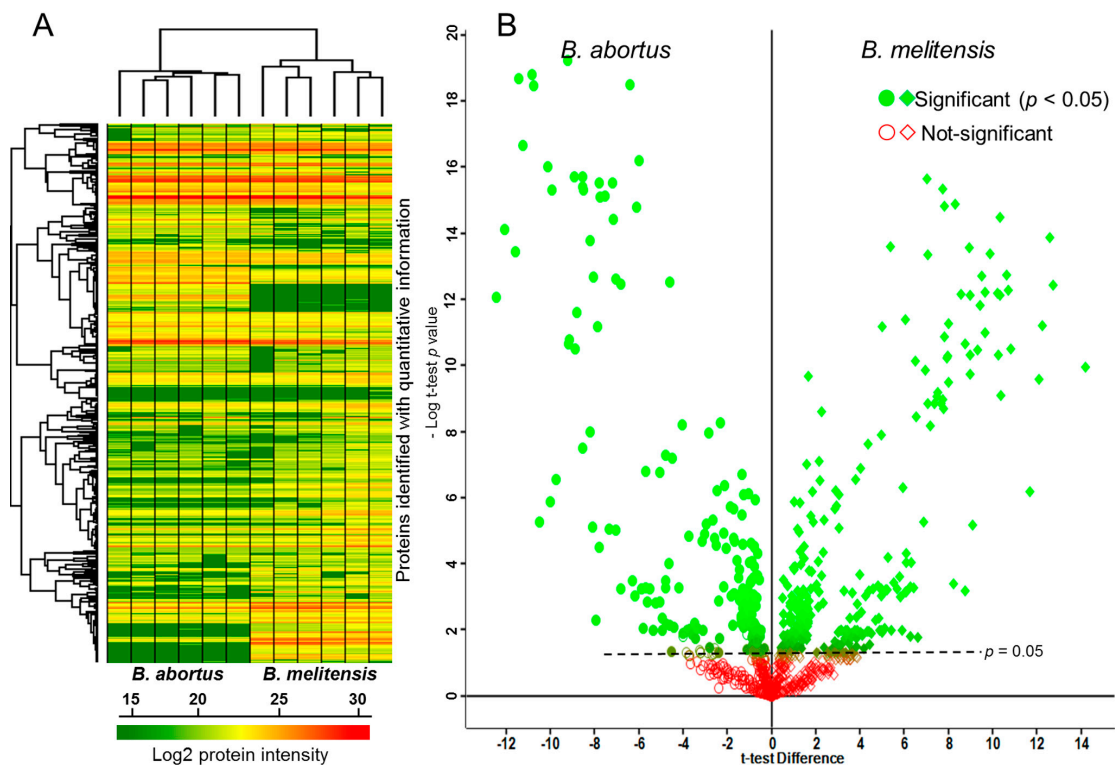 A
B. abortus
B. melitensis
15 20 25 30
Log2 protein intensity
Proteins identified with quantitative information
B
B. abortus
B. melitensis
Significant (p < 0.05)
Not-significant
- Log t-test p value
20
18
16
14
12
10
8
6
4
2
0
p = 0.05
-12 -10 -8 -6 -4 -2 0 2 4 6 8 10 12 14
t-test Difference